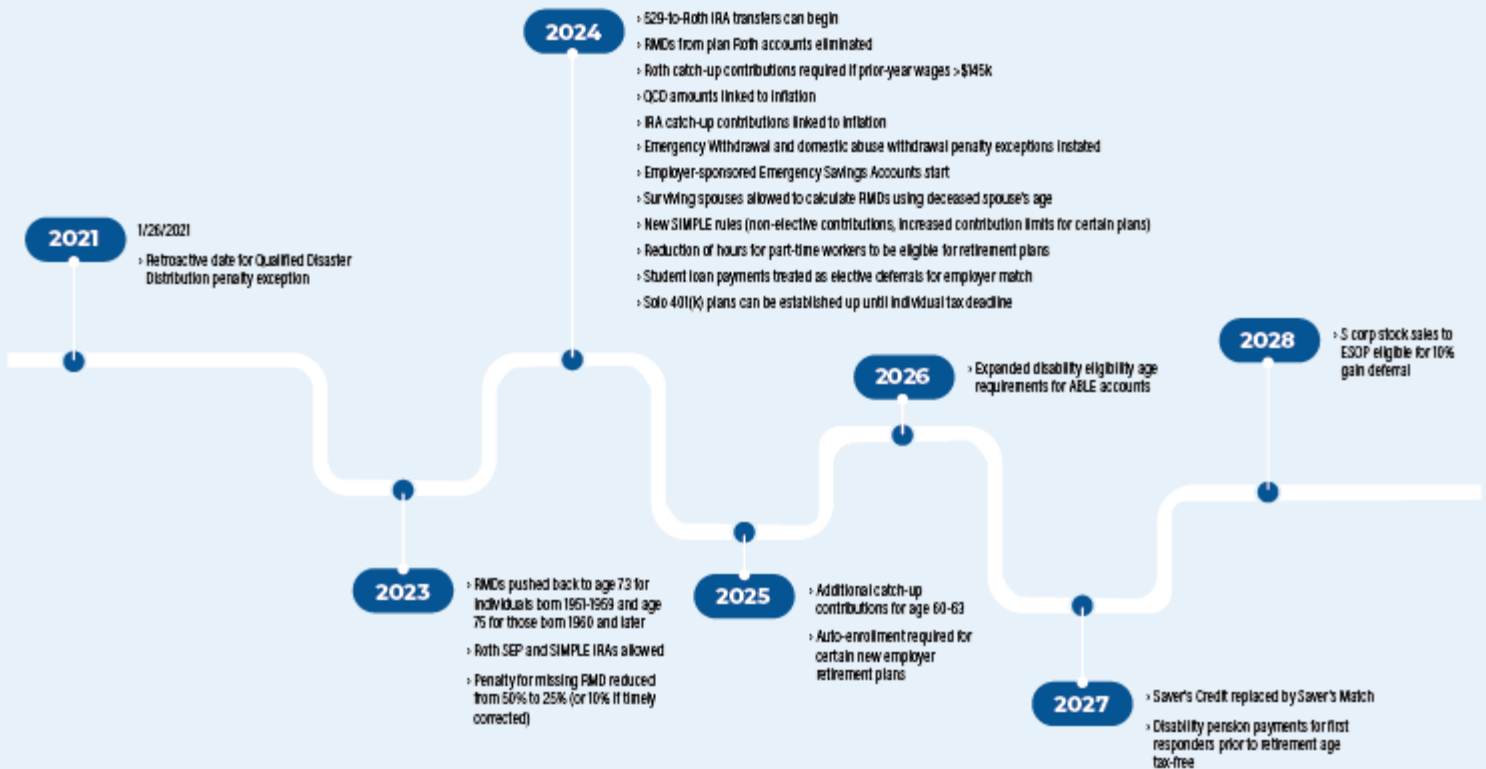 2021
1/26/2021
› Retroactive date for Qualified Disaster
Distribution penalty exception
2023
› RMDs pushed back to age 73 for
individuals born 1951-1959 and age
75 for those born 1960 and later
› Roth SEP and SIMPLE IRAs allowed
› Penalty for missing RMD reduced
from 50% to 25% (or 10% if timely
corrected)
2024
› 529-to-Roth IRA transfers can begin
› RMDs from plan Roth accounts eliminated
› Roth catch-up contributions required if prior-year wages >$145k
› QCD amounts linked to inflation
› IRA catch-up contributions linked to inflation
› Emergency Withdrawal and domestic abuse withdrawal penalty exceptions instated
› Employer-sponsored Emergency Savings Accounts start
› Surviving spouses allowed to calculate RMDs using deceased spouse's age
› New SIMPLE rules (non-elective contributions, increased contribution limits for certain plans)
› Reduction of hours for part-time workers to be eligible for retirement plans
› Student loan payments treated as elective deferrals for employer match
› Solo 401(k) plans can be established up until individual tax deadline
2025
› Additional catch-up
contributions for age 60-63
› Auto-enrollment required for
certain new employer
retirement plans
2026
› Expanded disability eligibility age
requirements for ABLE accounts
2027
› Saver's Credit replaced by Saver's Match
› Disability pension payments for first
responders prior to retirement age
tax-free
2028
› S corp stock sales to
ESOP eligible for 10%
gain deferral